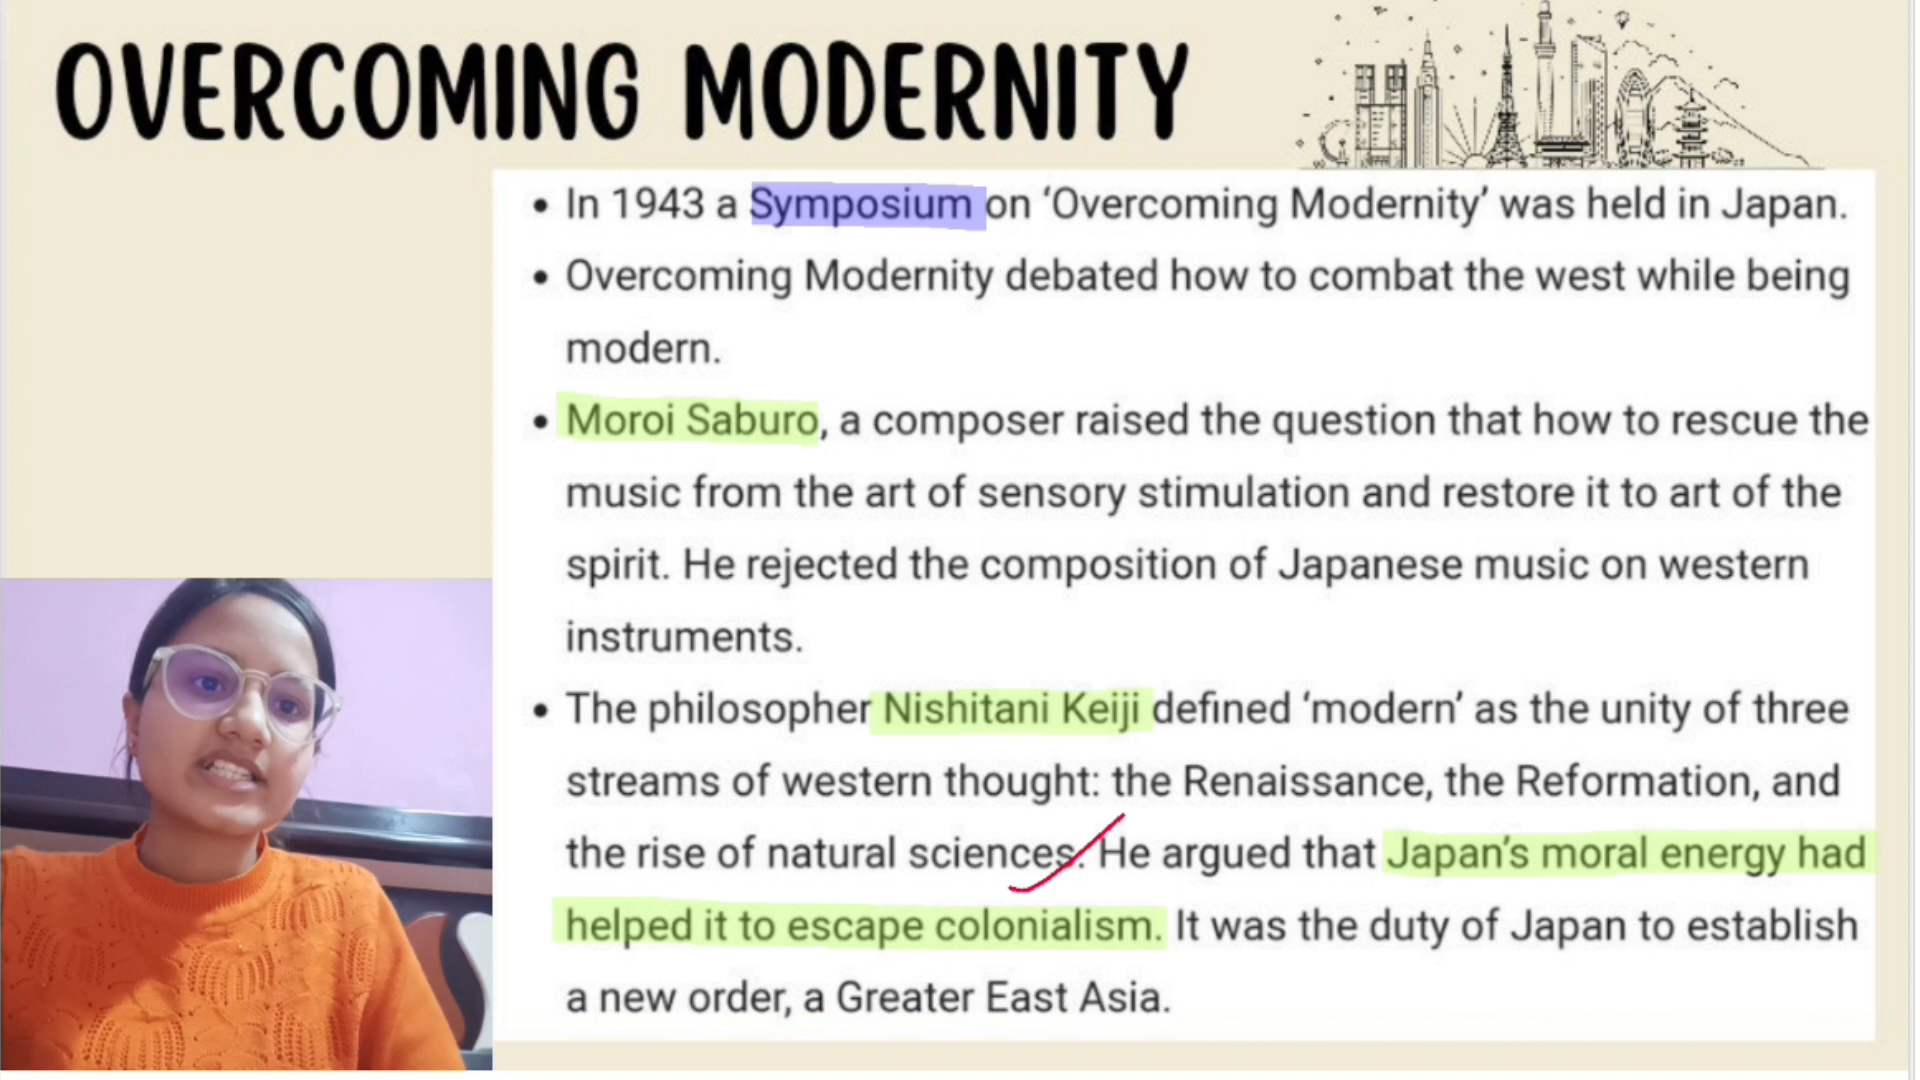 OVERCOMING MODERNITY
• In 1943 a Symposium on ‘Overcoming Modernity’ was held in Japan.
• Overcoming Modernity debated how to combat the west while being
modern.
• Moroi Saburo, a composer raised the question that how to rescue the
music from the art of sensory stimulation and restore it to art of the
spirit. He rejected the composition of Japanese music on western
instruments.
• The philosopher Nishitani Keiji defined ‘modern’ as the unity of three
streams of western thought: the Renaissance, the Reformation, and
the rise of natural sciences. He argued that Japan’s moral energy had
helped it to escape colonialism. It was the duty of Japan to establish
a new order, a Greater East Asia.